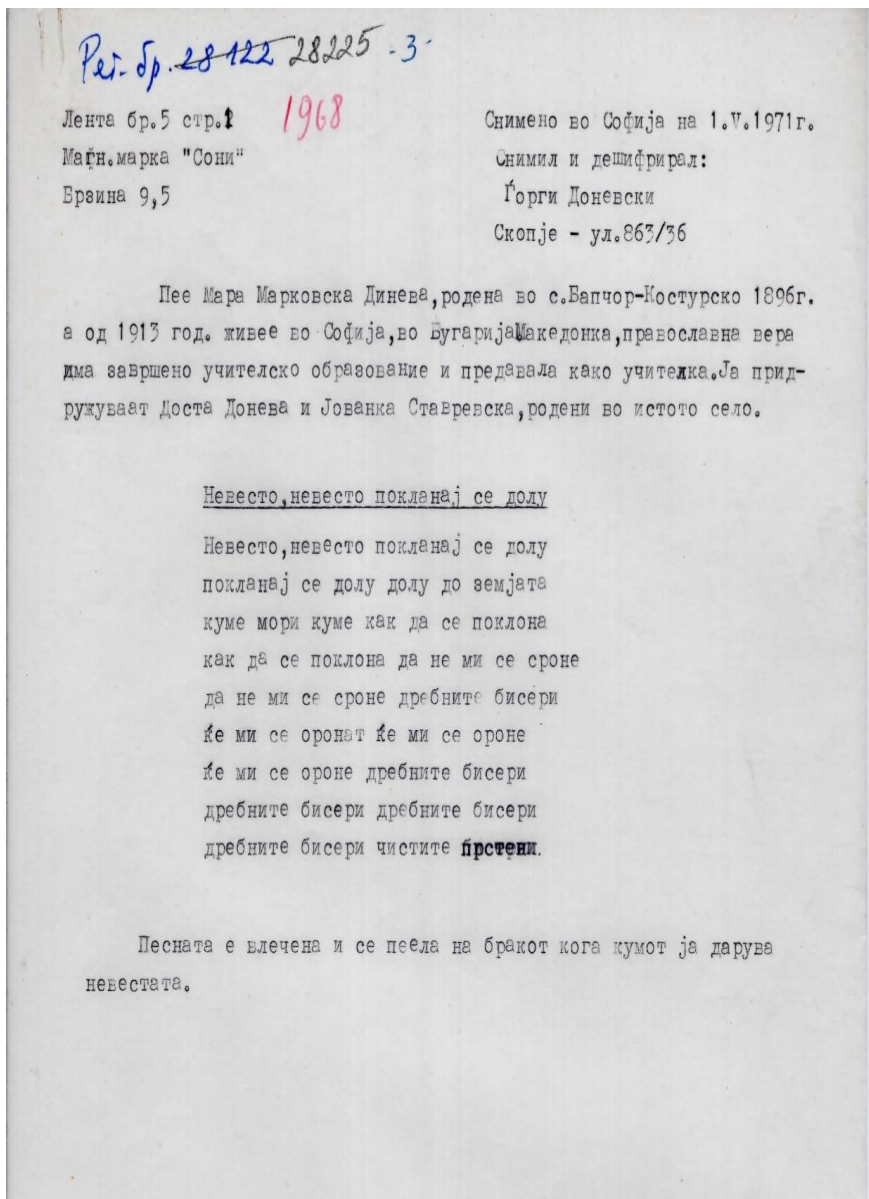 Рег. бр. 28122 28225 - 3 -
Лента бр.5 стр.1 1968 Снимено во Софија на 1.V.1971г.
Магн.марка "Сони" Снимил и дешифрирал:
Брзина 9,5 Ѓорги Доневски
Скопје - ул.863/36
Пее Мара Марковска Динева,родена во с.Бапчор-Костурско 1896г.
а од 1913 год. живее во Софија,во БугаријаМакедонка,православна вера
има завршено учителско образование и предавала како учителка.Ја прид-
ружуваат Доста Донева и Јованка Ставревска,родени во истото село.
Невесто,невесто покланај се долу
Невесто,невесто покланај се долу
покланај се долу долу до земјата
куме мори куме как да се поклона
как да се поклона да не ми се сроне
да не ми се сроне дребните бисери
ќе ми се оронат ќе ми се ороне
ќе ми се ороне дребните бисери
дребните бисери дребните бисери
дребните бисери чистите прстени.
Песната е влечена и се пеела на бракот кога кумот ја дарува
невестата.